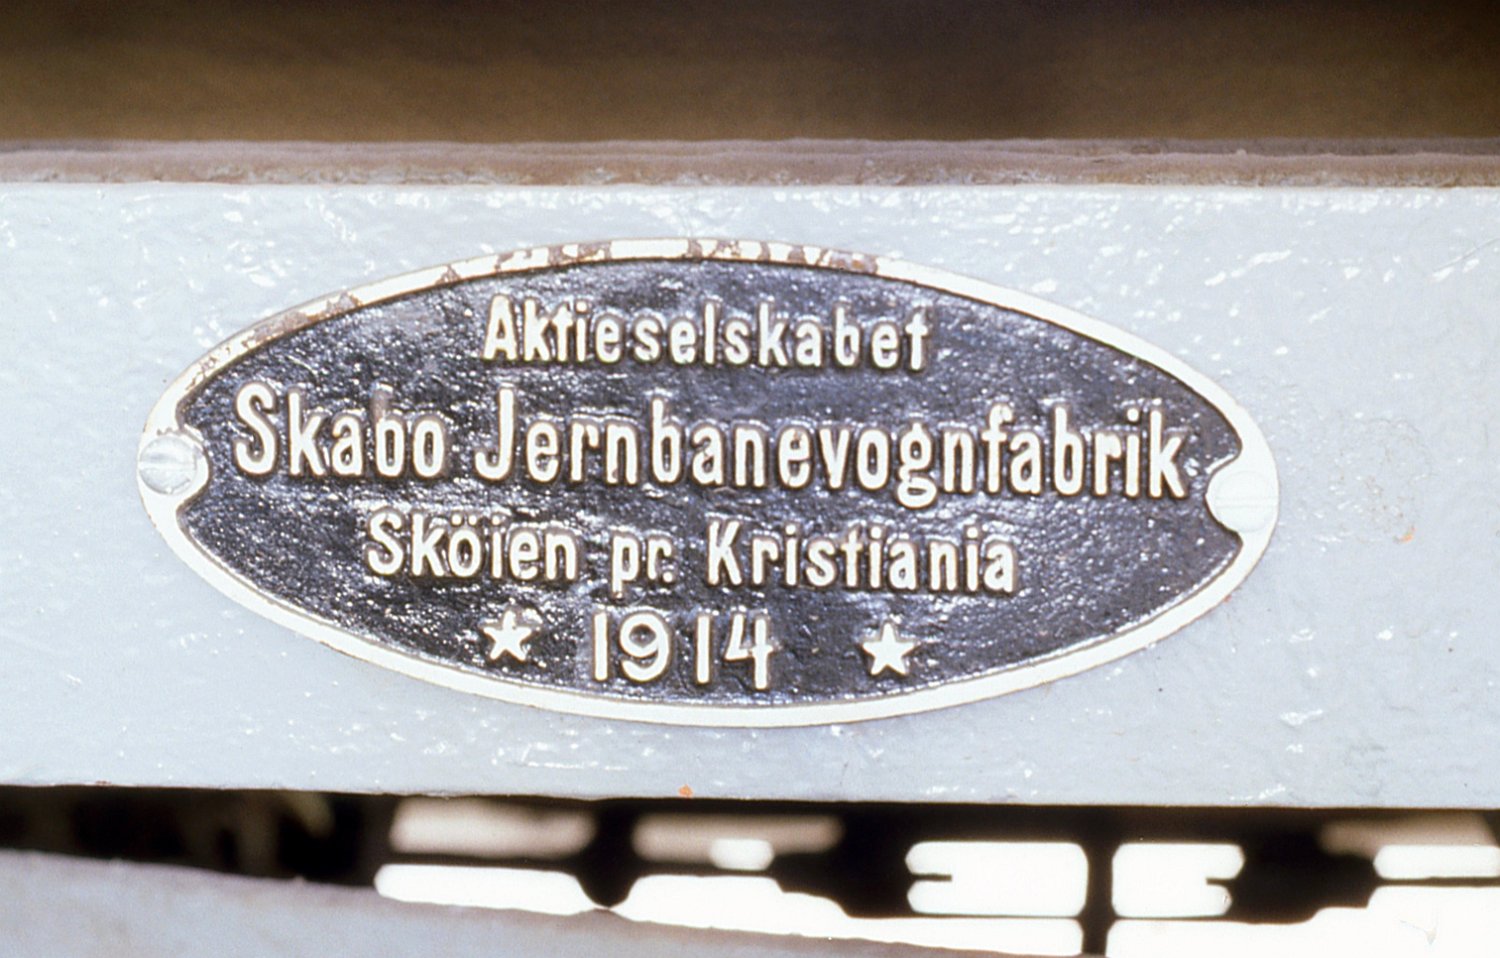 Aktieselskabet
Skabo Jernbanevognfabrik
Sköien pr. Kristiania
★ 1914 ★